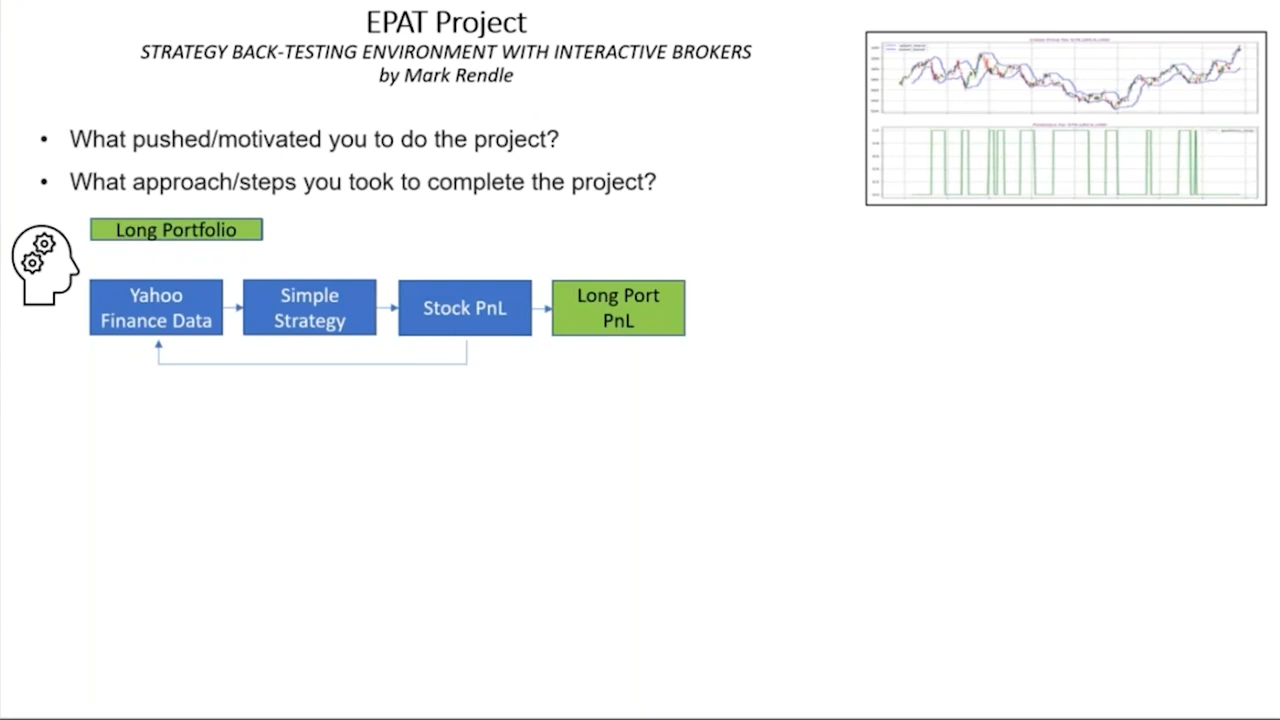 EPAT Project
STRATEGY BACK-TESTING ENVIRONMENT WITH INTERACTIVE BROKERS
by Mark Rendle
• What pushed/motivated you to do the project?
• What approach/steps you took to complete the project?
Long Portfolio
Yahoo
Finance Data
Simple
Strategy
Stock PnL
Long Port
PnL